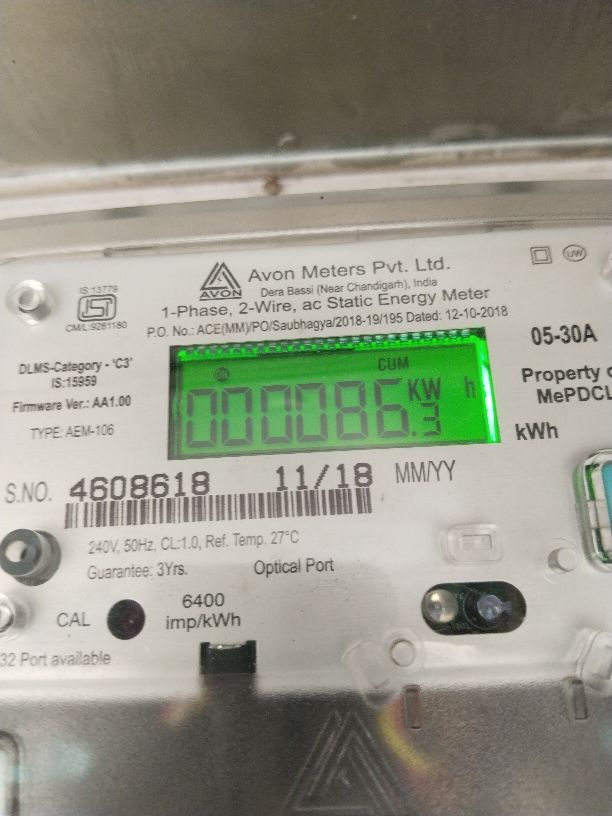 AVON
Avon Meters Pvt. Ltd.
Dera Bassi (Near Chandigarh), India
1-Phase, 2-Wire, ac Static Energy Meter
P.O. No.: ACE(MM)/PO/Saubhagya/2018-19/195 Dated: 12-10-2018
IS:13779
ISI
CM/L:9281160
UW
DLMS-Category - 'C3'
IS:15959
Firmware Ver.: AA1.00
TYPE: AEM-106
CUM
000086.3 KW h
05-30A
Property o
MePDCL
kWh
S.NO. 4608618 11/18 MM/YY
240V, 50Hz, CL:1.0, Ref. Temp. 27°C
Guarantee: 3Yrs. Optical Port
CAL 6400
imp/kWh
32 Port available